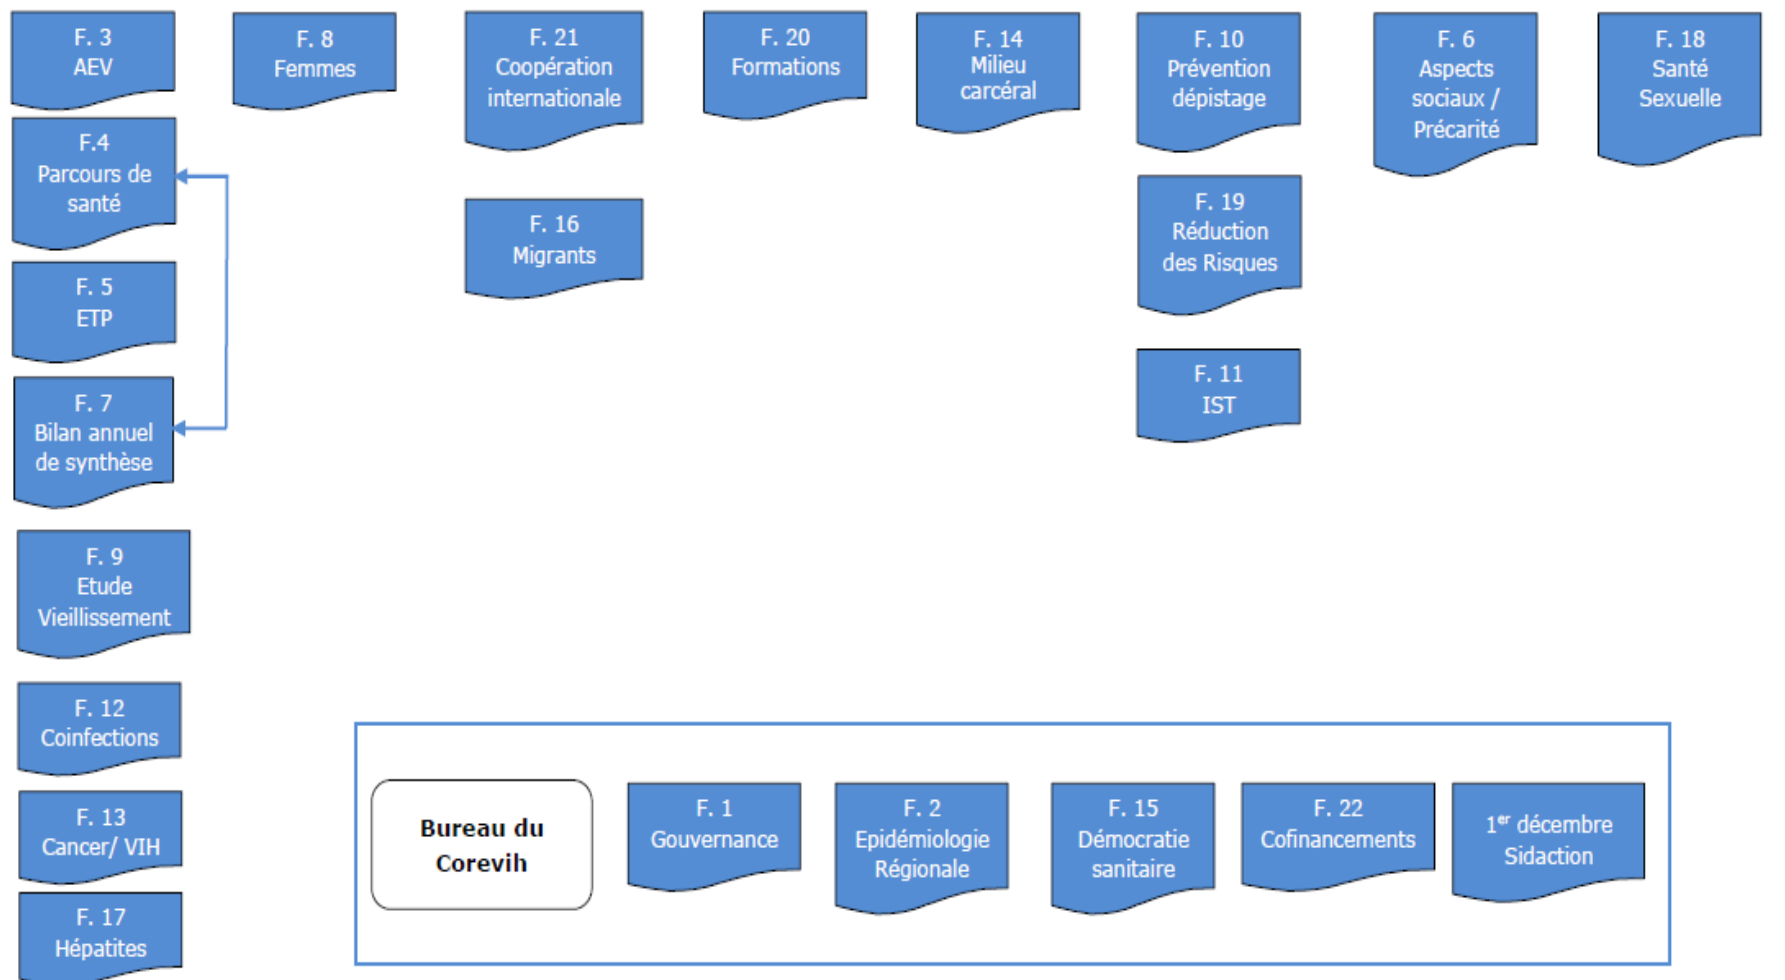 F. 3
AEV
F. 8
Femmes
F. 21
Coopération
internationale
F. 20
Formations
F. 14
Milieu
carcéral
F. 10
Prévention
dépistage
F. 6
Aspects
sociaux /
Précarité
F. 18
Santé
Sexuelle
F.4
Parcours de
santé
F. 16
Migrants
F. 19
Réduction
des Risques
F. 5
ETP
F. 11
IST
F. 7
Bilan annuel
de synthèse
F. 9
Etude
Vieillissement
F. 12
Coinfections
F. 13
Cancer/ VIH
F. 17
Hépatites
Bureau du
Corevih
F. 1
Gouvernance
F. 2
Epidémiologie
Régionale
F. 15
Démocratie
sanitaire
F. 22
Cofinancements
1er décembre
Sidaction